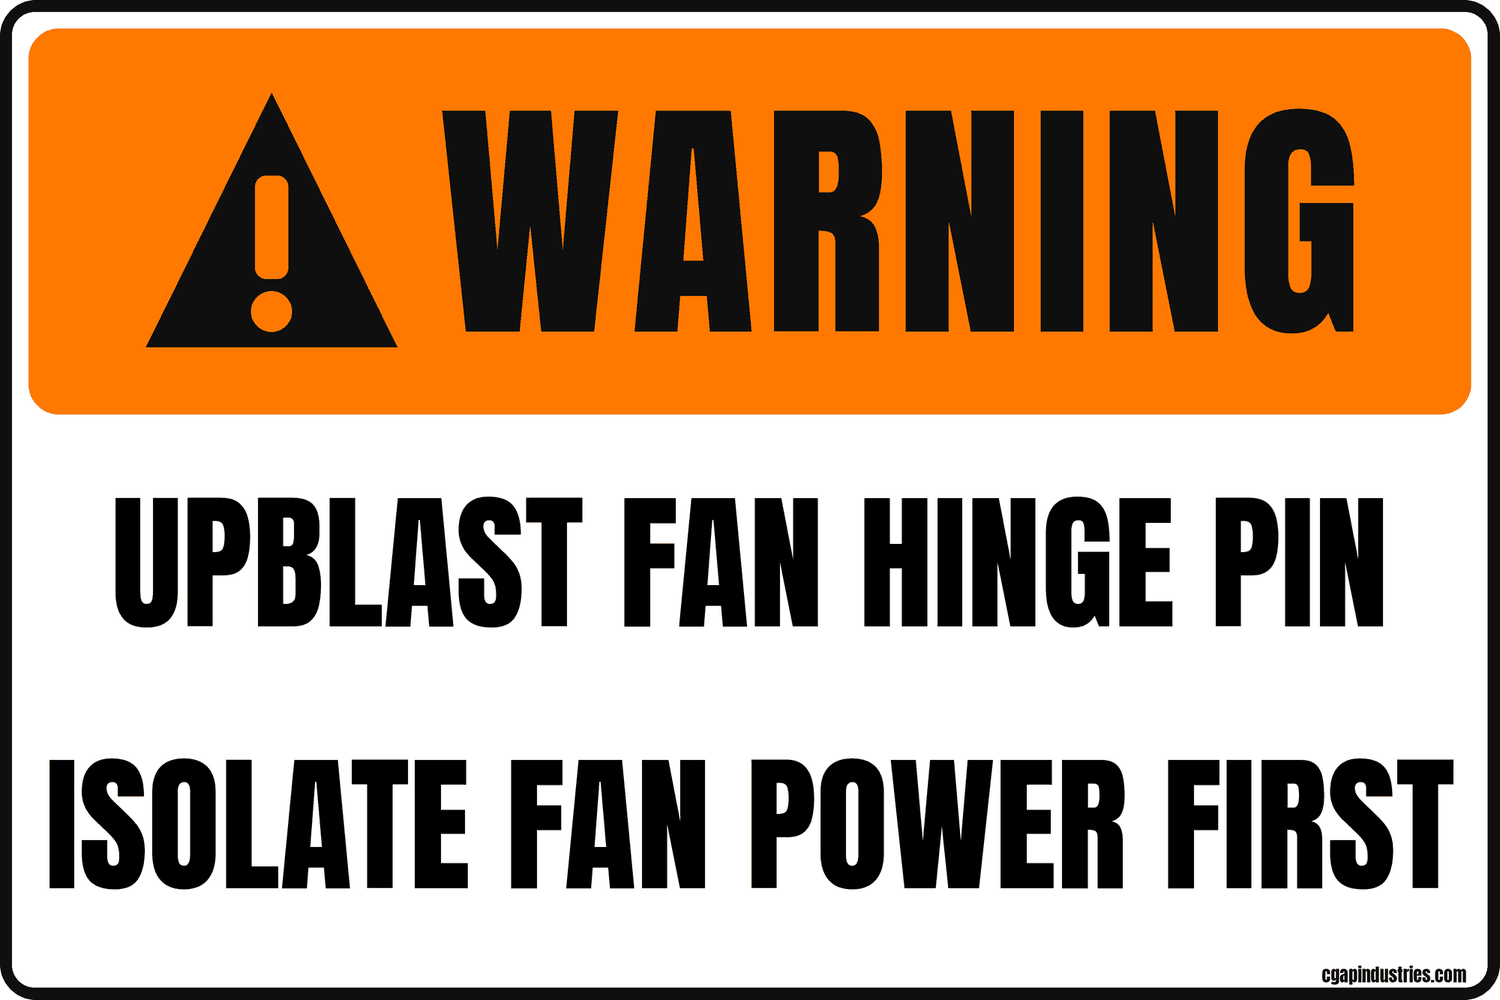 WARNING
UPBLAST FAN HINGE PIN
ISOLATE FAN POWER FIRST
cgapindustries.com